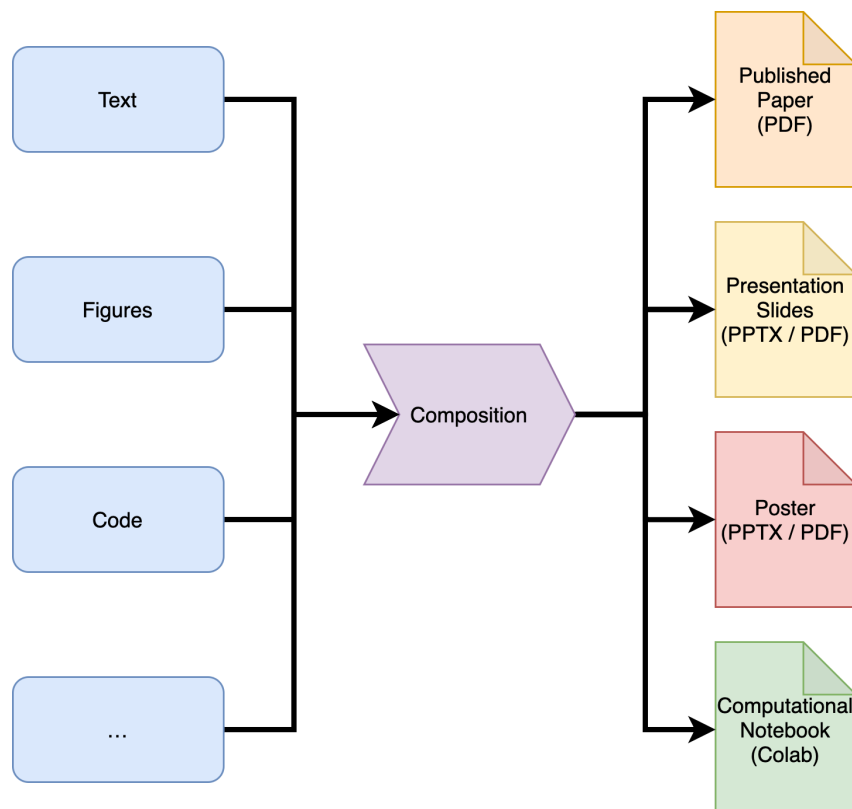 Text
Figures
Code
...
Composition
Published
Paper
(PDF)
Presentation
Slides
(PPTX / PDF)
Poster
(PPTX / PDF)
Computational
Notebook
(Colab)